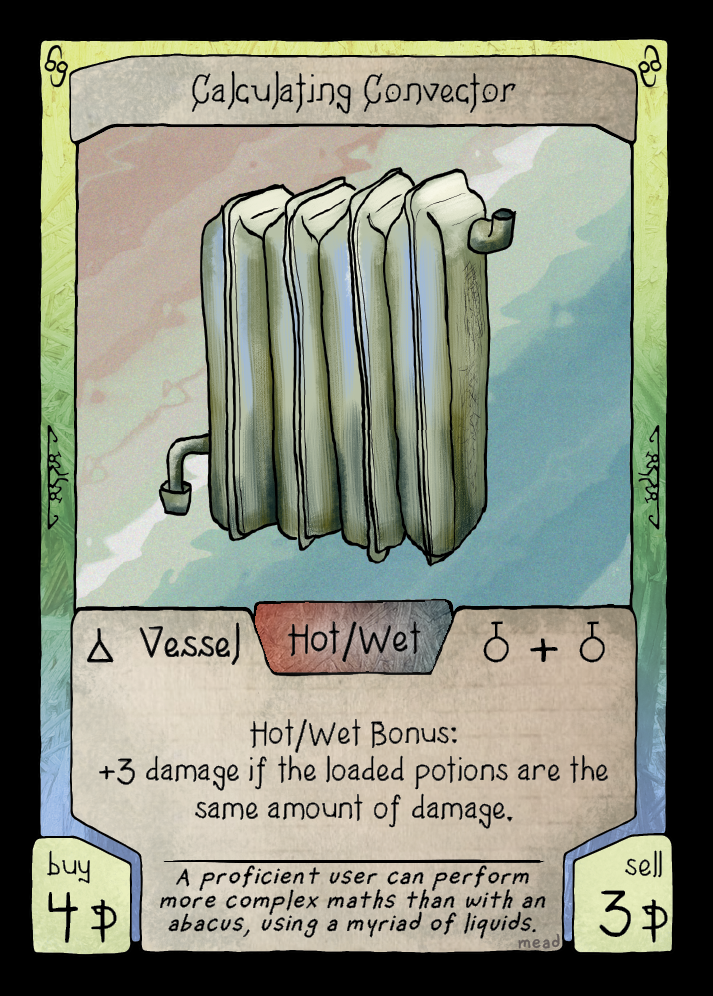 Calculating Convector
Vessel
Hot/Wet
+
Hot/Wet Bonus:
+3 damage if the loaded potions are the
same amount of damage.
A proficient user can perform
more complex maths than with an
abacus, using a myriad of liquids.
mead
buy
4
sell
3